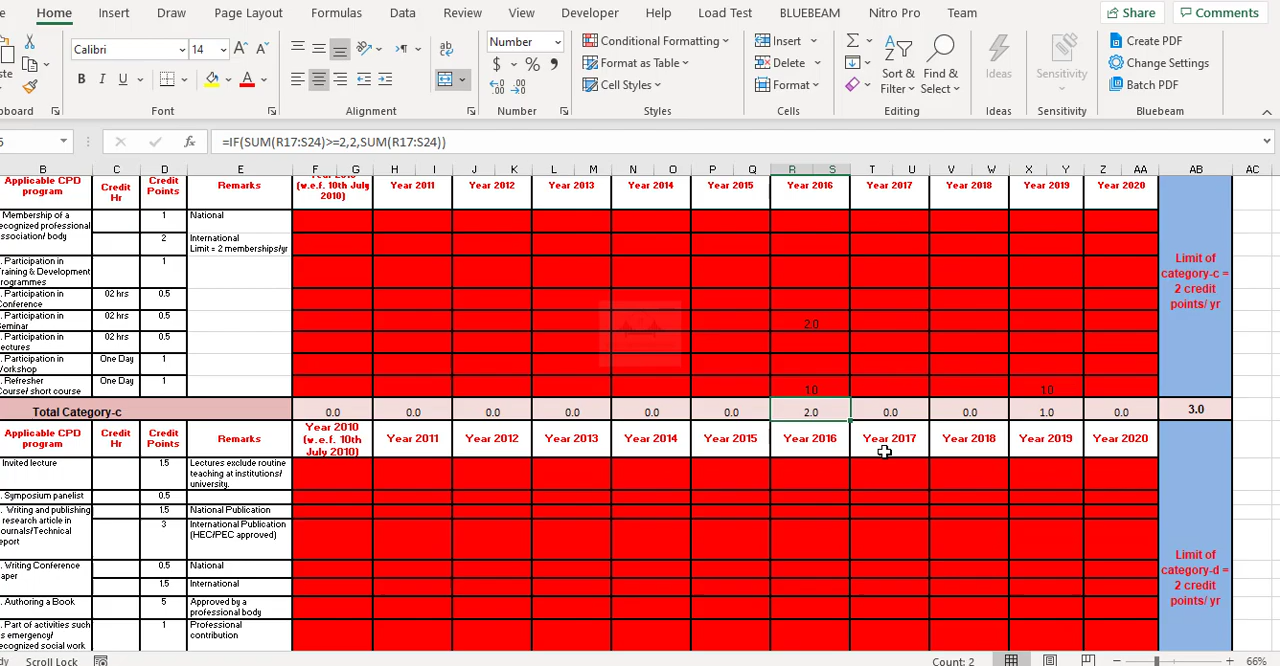 Home Insert Draw Page Layout Formulas Data Review View Developer Help Load Test BLUEBEAM Nitro Pro Team Share Comments
Calibri 14 Number Conditional Formatting Insert Create PDF
Format as Table Delete Change Settings
Cell Styles Format Sort & Filter Find & Select Ideas Sensitivity Batch PDF
Font Alignment Number Styles Cells Editing Ideas Sensitivity Bluebeam
=IF(SUM(R17:S24)>=2,2,SUM(R17:S24))
B C D E F G H I J K L M N O P Q R S T U V W X Y Z AA AB AC
Applicable CPD program Credit Hr Credit Points Remarks (w.e.f. 10th July 2010) Year 2011 Year 2012 Year 2013 Year 2014 Year 2015 Year 2016 Year 2017 Year 2018 Year 2019 Year 2020
Membership of a recognized professional association/ body 1 National
2 International
Limit = 2 memberships/yr
Participation in Training & Development Programmes 1
Limit of category-c = 2 credit points/ yr
Participation in Conference 02 hrs 0.5
Participation in Seminar 02 hrs 0.5 2.0
Participation in Lectures 02 hrs 0.5
Participation in Workshop One Day 1
Refresher Course/ short course One Day 1 1.0 1.0
Total Category-c 0.0 0.0 0.0 0.0 0.0 0.0 2.0 0.0 0.0 1.0 0.0 3.0
Applicable CPD program Credit Hr Credit Points Remarks Year 2010 (w.e.f. 10th July 2010) Year 2011 Year 2012 Year 2013 Year 2014 Year 2015 Year 2016 Year 2017 Year 2018 Year 2019 Year 2020
Invited lecture 1.5 Lectures exclude routine teaching at institutions/ university.
Symposium panelist 0.5
Writing and publishing research article in Journals/Technical report 1.5 National Publication
3 International Publication (HEC/PEC approved)
Limit of category-d = 2 credit points/ yr
Writing Conference paper 0.5 National
1.5 International
Authoring a Book 5 Approved by a professional body
Part of activities such as emergency/ recognized social work 1 Professional contribution
Scroll Lock Count: 2 66%